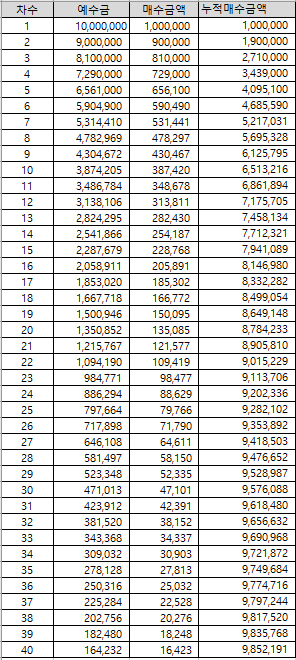 차수 예수금 매수금액 누적매수금액
1 10,000,000 1,000,000 1,000,000
2 9,000,000 900,000 1,900,000
3 8,100,000 810,000 2,710,000
4 7,290,000 729,000 3,439,000
5 6,561,000 656,100 4,095,100
6 5,904,900 590,490 4,685,590
7 5,314,410 531,441 5,217,031
8 4,782,969 478,297 5,695,328
9 4,304,672 430,467 6,125,795
10 3,874,205 387,420 6,513,216
11 3,486,784 348,678 6,861,894
12 3,138,106 313,811 7,175,705
13 2,824,295 282,430 7,458,134
14 2,541,866 254,187 7,712,321
15 2,287,679 228,768 7,941,089
16 2,058,911 205,891 8,146,980
17 1,853,020 185,302 8,332,282
18 1,667,718 166,772 8,499,054
19 1,500,946 150,095 8,649,148
20 1,350,852 135,085 8,784,233
21 1,215,767 121,577 8,905,810
22 1,094,190 109,419 9,015,229
23 984,771 98,477 9,113,706
24 886,294 88,629 9,202,336
25 797,664 79,766 9,282,102
26 717,898 71,790 9,353,892
27 646,108 64,611 9,418,503
28 581,497 58,150 9,476,652
29 523,348 52,335 9,528,987
30 471,013 47,101 9,576,088
31 423,912 42,391 9,618,480
32 381,520 38,152 9,656,632
33 343,368 34,337 9,690,968
34 309,032 30,903 9,721,872
35 278,128 27,813 9,749,684
36 250,316 25,032 9,774,716
37 225,284 22,528 9,797,244
38 202,756 20,276 9,817,520
39 182,480 18,248 9,835,768
40 164,232 16,423 9,852,191